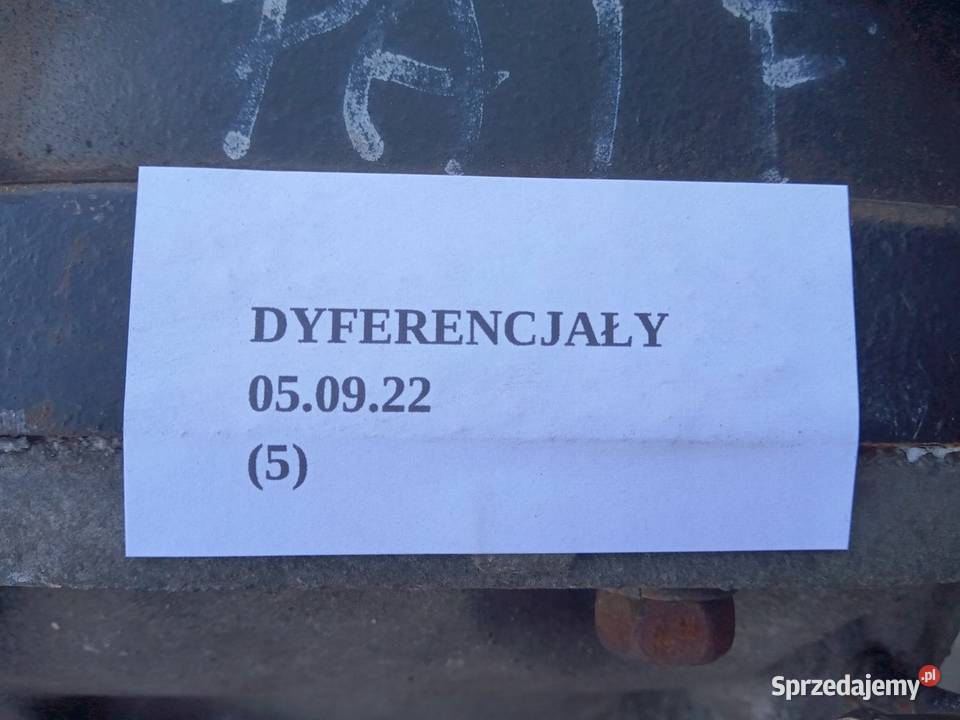 DYFERENCJAŁY
05.09.22
(5)
Sprzedajemy.pl